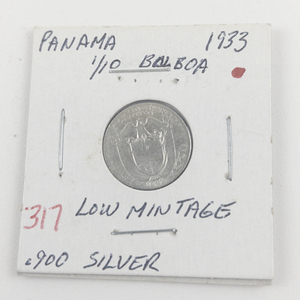 PANAMA 1933
1/10 BALBOA
317 LOW MINTAGE
.900 SILVER